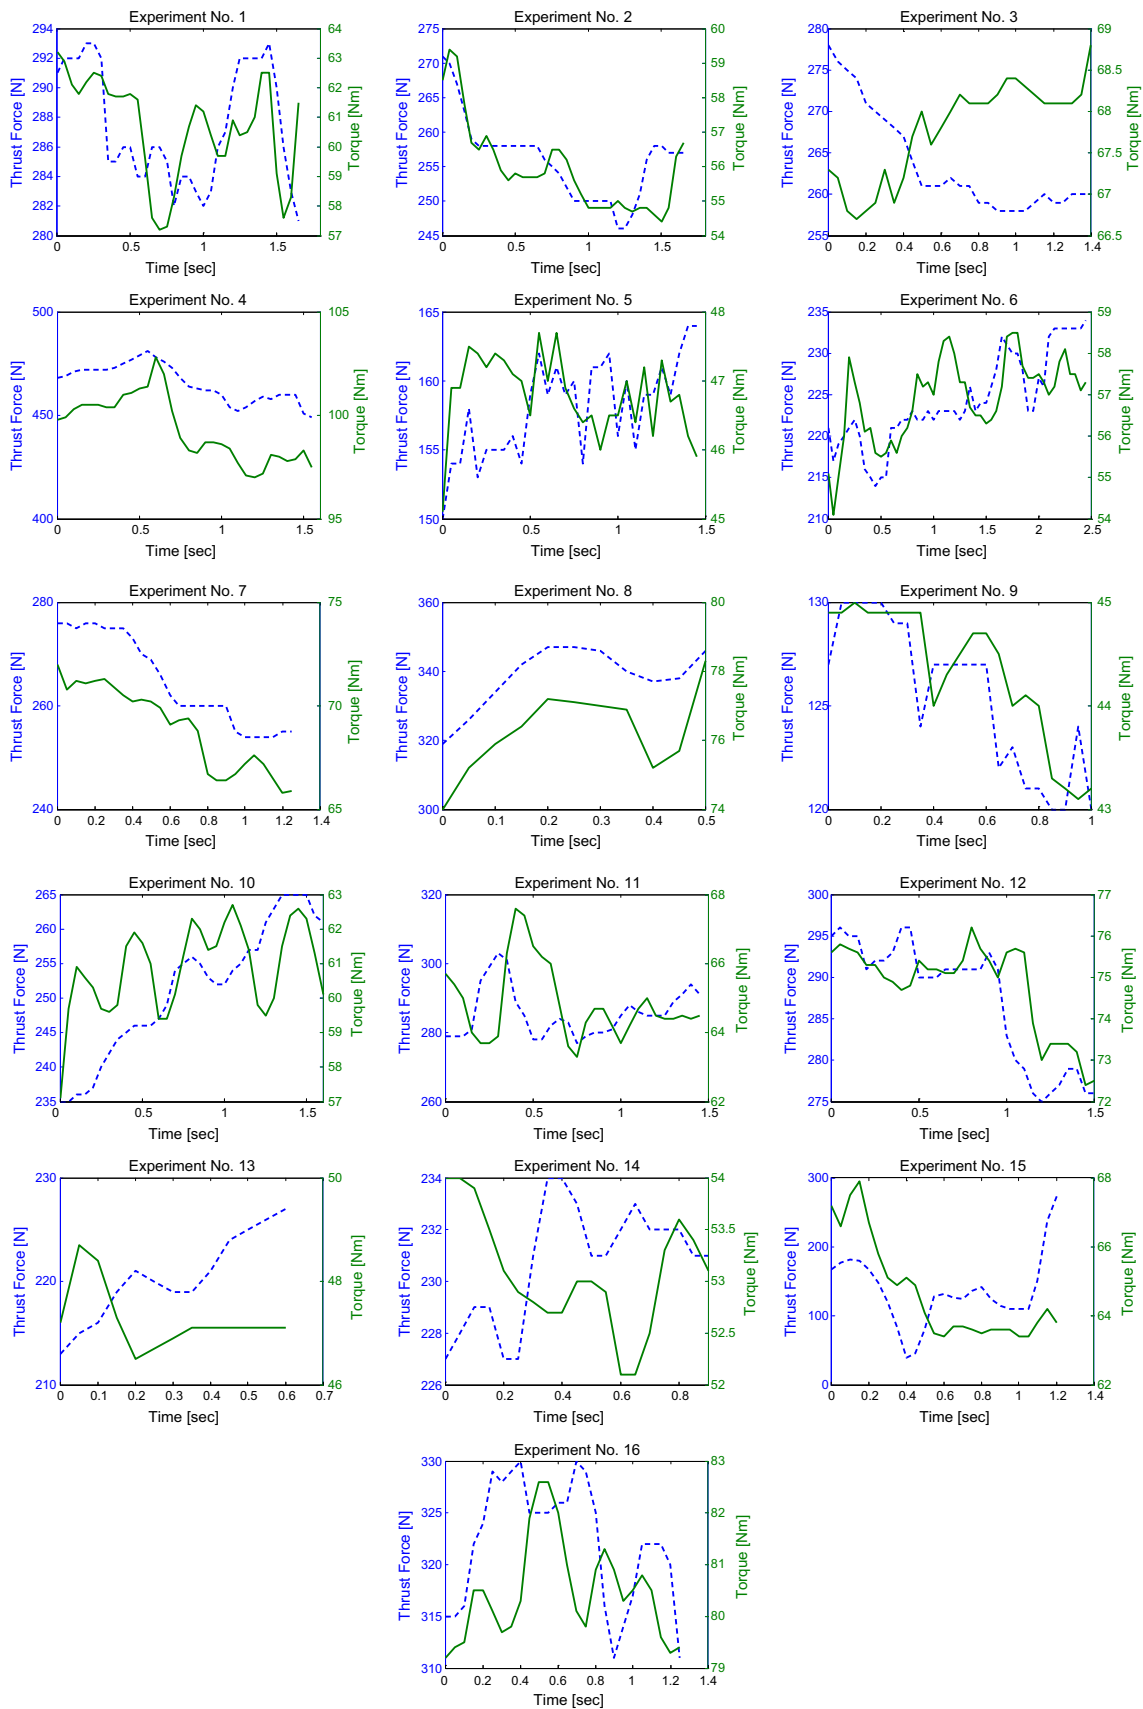 Experiment No. 1
Thrust Force [N]
294
292
290
288
286
284
282
280
64
63
62
61
60
59
58
57
Torque [Nm]
0 0.5 1 1.5
Time [sec]
Experiment No. 2
Thrust Force [N]
275
270
265
260
255
250
245
60
59
58
57
56
55
54
Torque [Nm]
0 0.5 1 1.5
Time [sec]
Experiment No. 3
Thrust Force [N]
280
275
270
265
260
255
69
68.5
68
67.5
67
66.5
Torque [Nm]
0 0.2 0.4 0.6 0.8 1 1.2 1.4
Time [sec]
Experiment No. 4
Thrust Force [N]
500
450
400
105
100
95
Torque [Nm]
0 0.5 1 1.5
Time [sec]
Experiment No. 5
Thrust Force [N]
165
160
155
150
48
47
46
45
Torque [Nm]
0 0.5 1 1.5
Time [sec]
Experiment No. 6
Thrust Force [N]
235
230
225
220
215
210
59
58
57
56
55
54
Torque [Nm]
0 0.5 1 1.5 2 2.5
Time [sec]
Experiment No. 7
Thrust Force [N]
280
260
240
75
70
65
Torque [Nm]
0 0.2 0.4 0.6 0.8 1 1.2 1.4
Time [sec]
Experiment No. 8
Thrust Force [N]
360
340
320
300
80
78
76
74
Torque [Nm]
0 0.1 0.2 0.3 0.4 0.5
Time [sec]
Experiment No. 9
Thrust Force [N]
130
125
120
45
44
43
Torque [Nm]
0 0.2 0.4 0.6 0.8 1
Time [sec]
Experiment No. 10
Thrust Force [N]
265
260
255
250
245
240
235
63
62
61
60
59
58
57
Torque [Nm]
0 0.5 1 1.5
Time [sec]
Experiment No. 11
Thrust Force [N]
320
300
280
260
68
66
64
62
Torque [Nm]
0 0.5 1 1.5
Time [sec]
Experiment No. 12
Thrust Force [N]
300
295
290
285
280
275
77
76
75
74
73
72
Torque [Nm]
0 0.5 1 1.5
Time [sec]
Experiment No. 13
Thrust Force [N]
230
220
210
50
48
46
Torque [Nm]
0 0.1 0.2 0.3 0.4 0.5 0.6 0.7
Time [sec]
Experiment No. 14
Thrust Force [N]
234
232
230
228
226
54
53.5
53
52.5
52
Torque [Nm]
0 0.2 0.4 0.6 0.8
Time [sec]
Experiment No. 15
Thrust Force [N]
300
200
100
0
68
66
64
62
Torque [Nm]
0 0.2 0.4 0.6 0.8 1 1.2 1.4
Time [sec]
Experiment No. 16
Thrust Force [N]
330
325
320
315
310
83
82
81
80
79
Torque [Nm]
0 0.2 0.4 0.6 0.8 1 1.2 1.4
Time [sec]